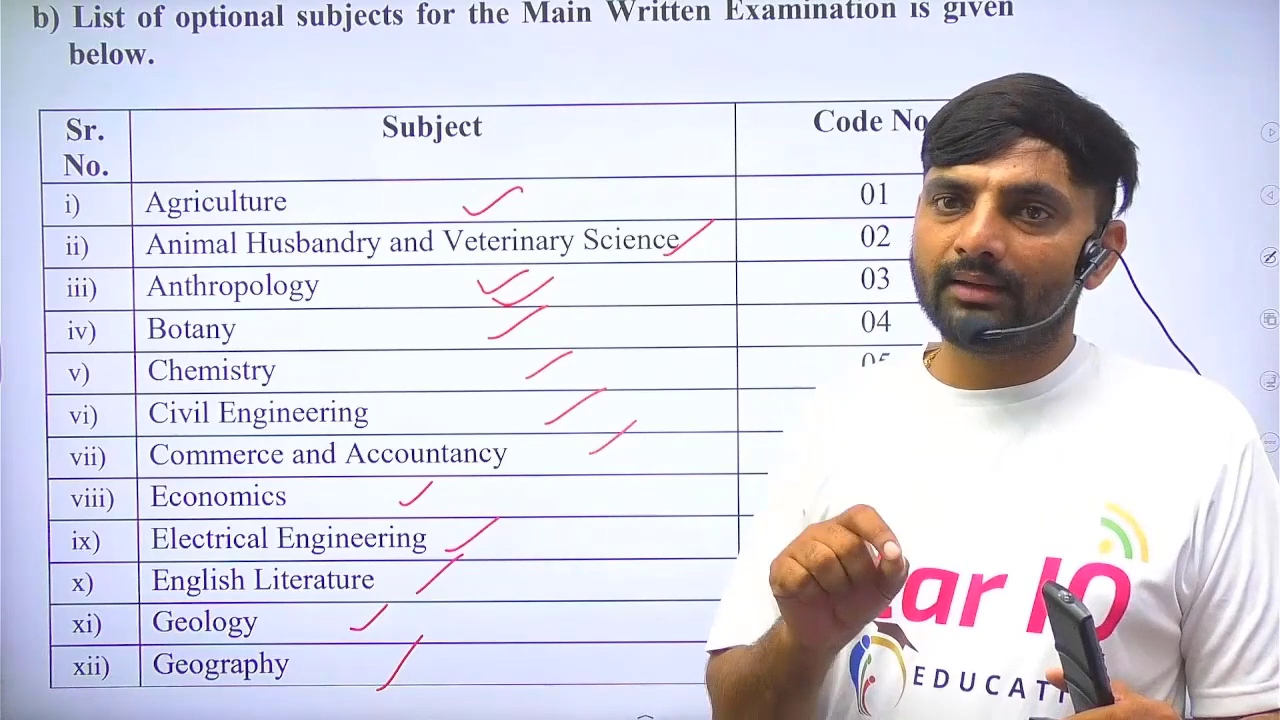 b) List of optional subjects for the Main Written Examination is given
below.
Sr. No. Subject Code No
i) Agriculture 01
ii) Animal Husbandry and Veterinary Science 02
iii) Anthropology 03
iv) Botany 04
v) Chemistry 05
vi) Civil Engineering
vii) Commerce and Accountancy
viii) Economics
ix) Electrical Engineering
x) English Literature
xi) Geology
xii) Geography
EDUCATI